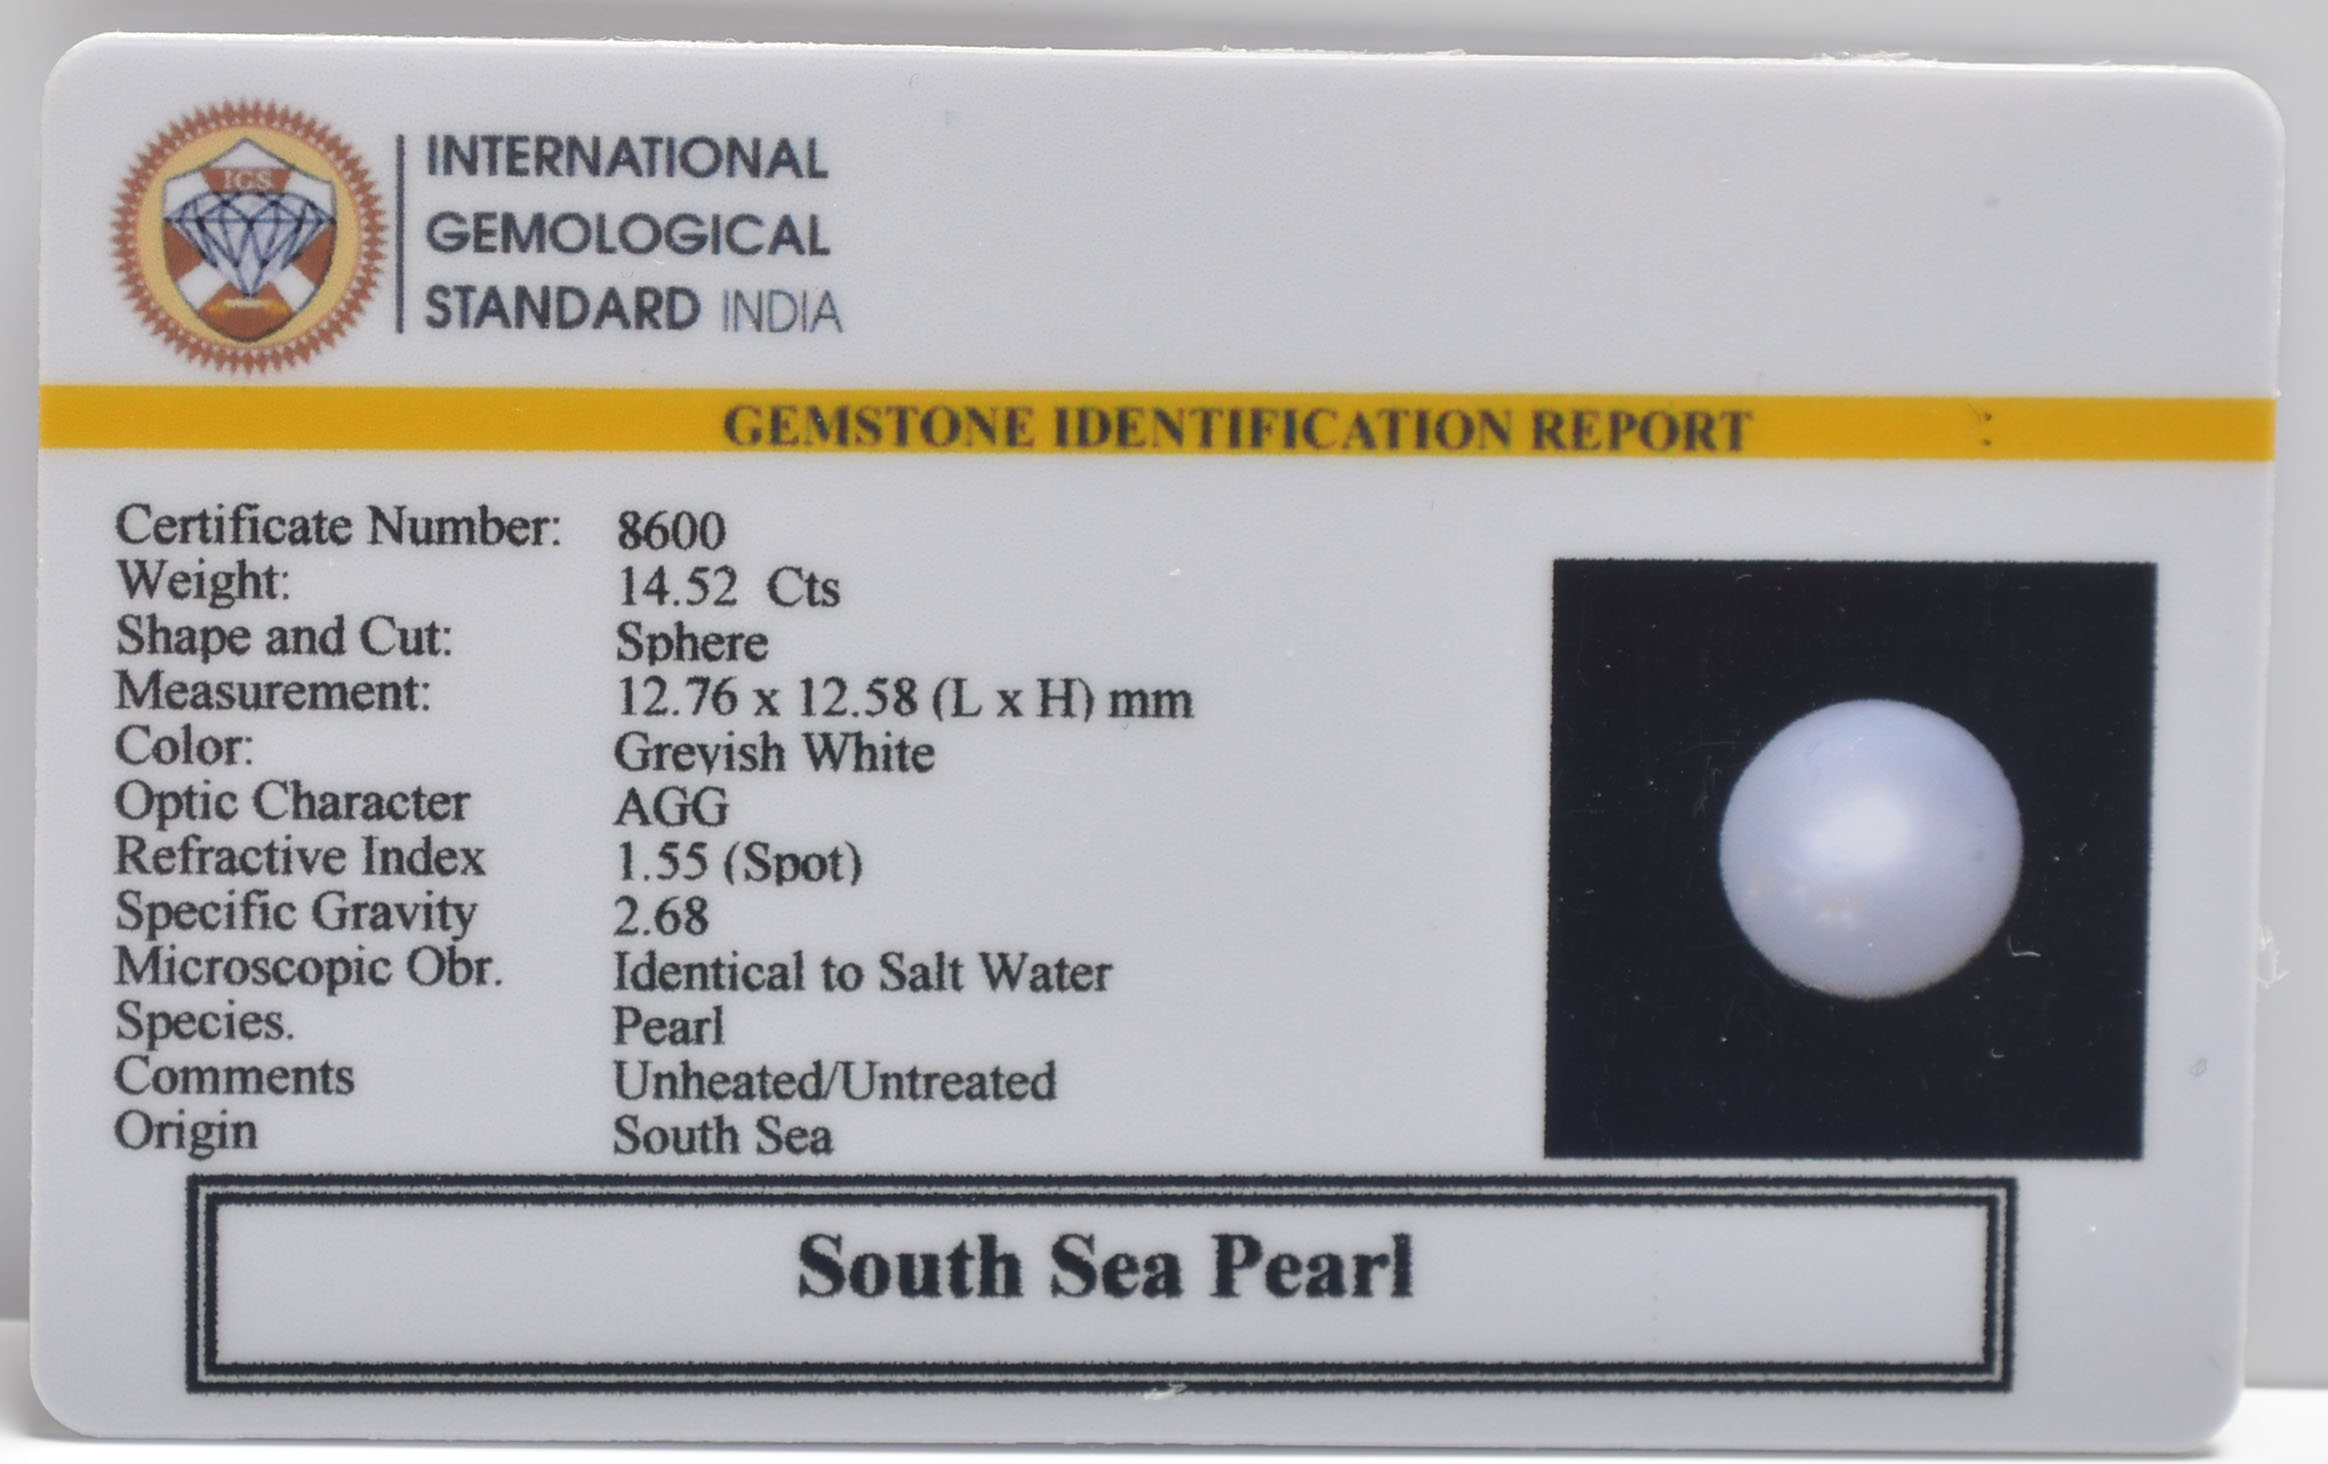 IGS
INTERNATIONAL
GEMOLOGICAL
STANDARD INDIA
GEMSTONE IDENTIFICATION REPORT :
Certificate Number: 8600
Weight: 14.52 Cts
Shape and Cut: Sphere
Measurement: 12.76 x 12.58 (L x H) mm
Color: Greyish White
Optic Character AGG
Refractive Index 1.55 (Spot)
Specific Gravity 2.68
Microscopic Obr. Identical to Salt Water
Species. Pearl
Comments Unheated/Untreated
Origin South Sea
South Sea Pearl